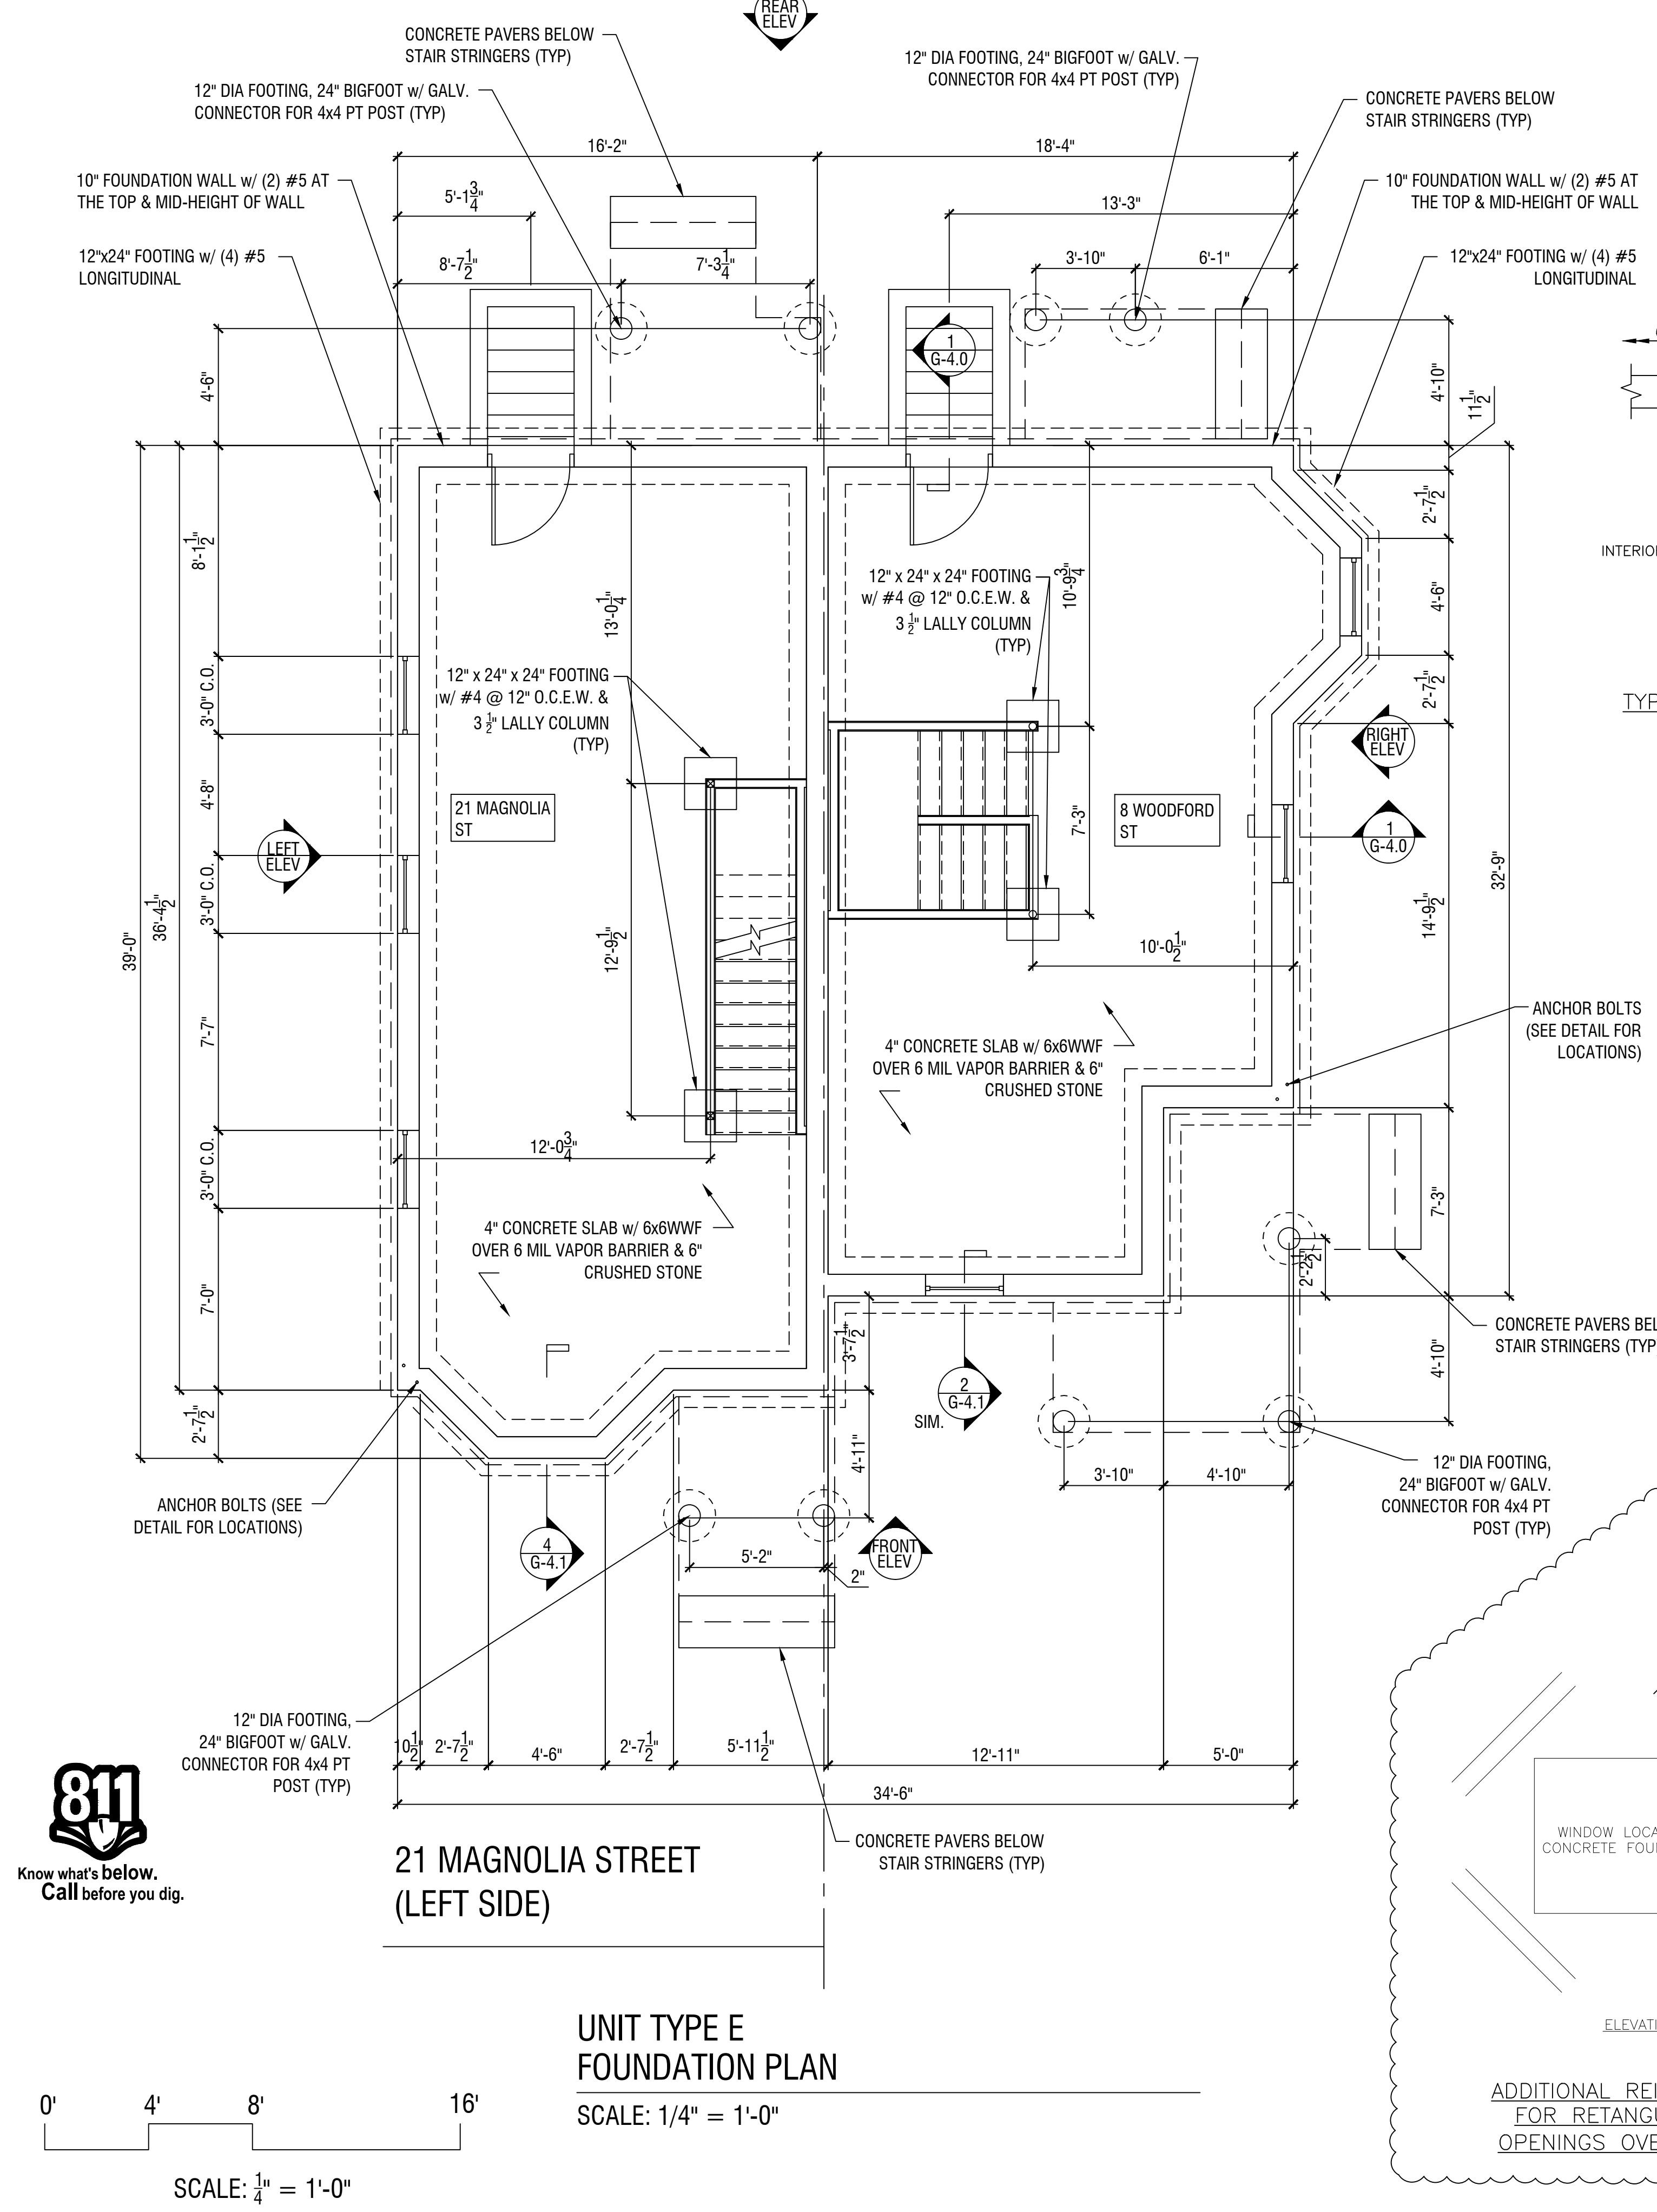 REAR
ELEV
CONCRETE PAVERS BELOW
STAIR STRINGERS (TYP)
12" DIA FOOTING, 24" BIGFOOT w/ GALV.
CONNECTOR FOR 4x4 PT POST (TYP)
12" DIA FOOTING, 24" BIGFOOT w/ GALV.
CONNECTOR FOR 4x4 PT POST (TYP)
CONCRETE PAVERS BELOW
STAIR STRINGERS (TYP)
16'-2"
18'-4"
10" FOUNDATION WALL w/ (2) #5 AT
THE TOP & MID-HEIGHT OF WALL
5'-1 3/4"
13'-3"
10" FOUNDATION WALL w/ (2) #5 AT
THE TOP & MID-HEIGHT OF WALL
12"x24" FOOTING w/ (4) #5
LONGITUDINAL
8'-7 1/2"
7'-3 1/4"
3'-10"
6'-1"
12"x24" FOOTING w/ (4) #5
LONGITUDINAL
1
G-4.0
4'-6"
4'-10"
11 1/2"
8'-1 1/2"
2'-7 1/2"
INTERIO
13'-0 1/4"
10'-9 3/4"
12" x 24" x 24" FOOTING
w/ #4 @ 12" O.C.E.W. &
3 1/2" LALLY COLUMN
(TYP)
4'-6"
12" x 24" x 24" FOOTING
w/ #4 @ 12" O.C.E.W. &
3 1/2" LALLY COLUMN
(TYP)
3'-0" C.O.
2'-7 1/2"
TYP
RIGHT
ELEV
4'-8"
21 MAGNOLIA
ST
7'-3"
8 WOODFORD
ST
1
G-4.0
LEFT
ELEV
3'-0" C.O.
39'-0"
36'-4 1/2"
12'-9 1/2"
14'-9 1/2"
32'-9"
10'-0 1/2"
7'-7"
ANCHOR BOLTS
(SEE DETAIL FOR
LOCATIONS)
4" CONCRETE SLAB w/ 6x6WWF
OVER 6 MIL VAPOR BARRIER & 6"
CRUSHED STONE
12'-0 3/4"
3'-0" C.O.
7'-3"
4" CONCRETE SLAB w/ 6x6WWF
OVER 6 MIL VAPOR BARRIER & 6"
CRUSHED STONE
2'-2 1/2"
7'-0"
3'-7 1/2"
CONCRETE PAVERS BEL
STAIR STRINGERS (TYP
4'-10"
2
G-4.1
SIM.
2'-7 1/2"
4'-11"
3'-10"
4'-10"
12" DIA FOOTING,
24" BIGFOOT w/ GALV.
CONNECTOR FOR 4x4 PT
POST (TYP)
ANCHOR BOLTS (SEE
DETAIL FOR LOCATIONS)
4
G-4.1
5'-2"
FRONT
ELEV
2"
12" DIA FOOTING,
24" BIGFOOT w/ GALV.
CONNECTOR FOR 4x4 PT
POST (TYP)
10 1/2"
2'-7 1/2"
4'-6"
2'-7 1/2"
5'-11 1/2"
12'-11"
5'-0"
34'-6"
811
Know what's below.
Call before you dig.
21 MAGNOLIA STREET
(LEFT SIDE)
CONCRETE PAVERS BELOW
STAIR STRINGERS (TYP)
WINDOW LOCA
CONCRETE FOU
UNIT TYPE E
FOUNDATION PLAN
SCALE: 1/4" = 1'-0"
ELEVATI
ADDITIONAL REI
FOR RETANG
OPENINGS OVE
0' 4' 8' 16'
SCALE: 1/4" = 1'-0"